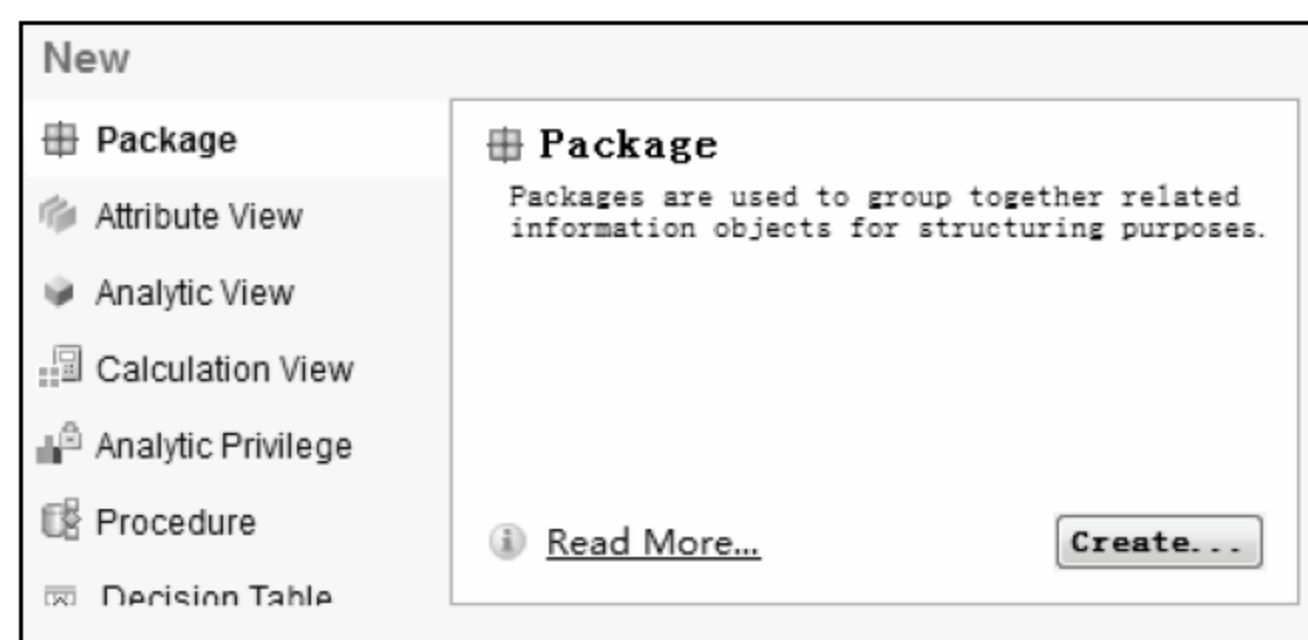 New
Package
Attribute View
Analytic View
Calculation View
Analytic Privilege
Procedure
Decision Table
Package
Packages are used to group together related
information objects for structuring purposes.
Read More...
Create...